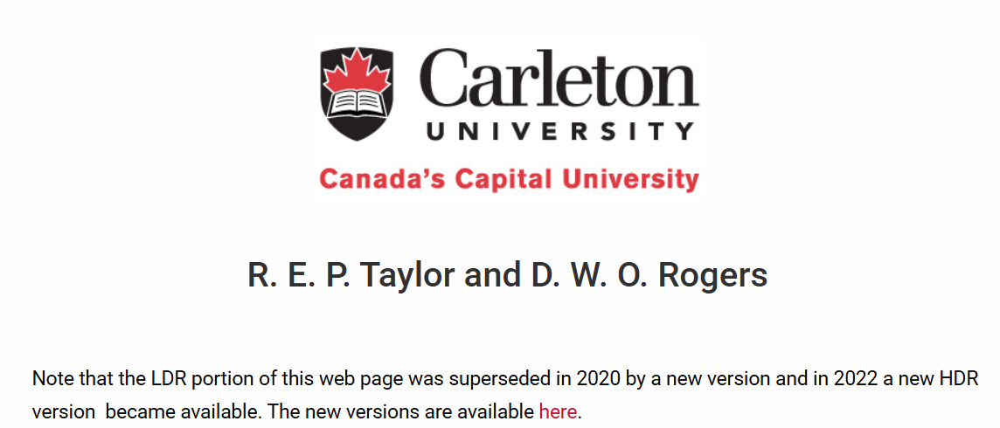 Carleton
UNIVERSITY
Canada's Capital University
R. E. P. Taylor and D. W. O. Rogers
Note that the LDR portion of this web page was superseded in 2020 by a new version and in 2022 a new HDR
version  became available. The new versions are available here.